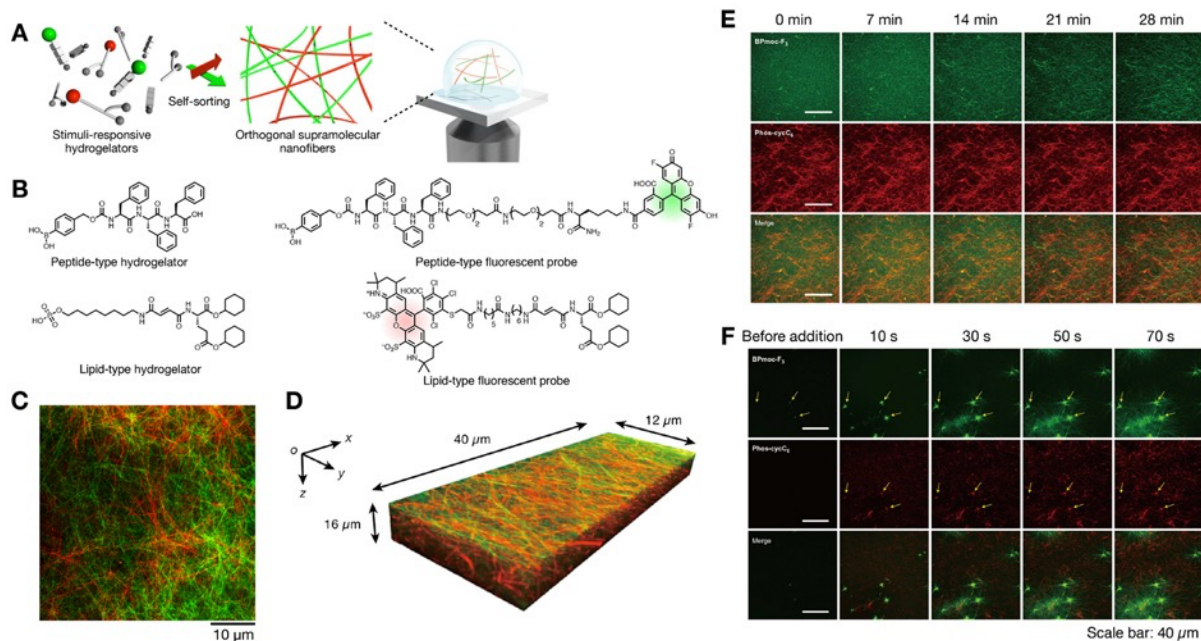 A
Self-sorting
Stimuli-responsive
hydrogelators
Orthogonal supramolecular
nanofibers
B
Peptide-type hydrogelator
Peptide-type fluorescent probe
Lipid-type hydrogelator
Lipid-type fluorescent probe
C
10 µm
D
o
x
y
z
40 µm
12 µm
16 µm
E
0 min 7 min 14 min 21 min 28 min
BPmoc-F₃
Phos-cycC₆
Merge
F
Before addition 10 s 30 s 50 s 70 s
BPmoc-F₃
Phos-cycC₆
Merge
Scale bar: 40 µm